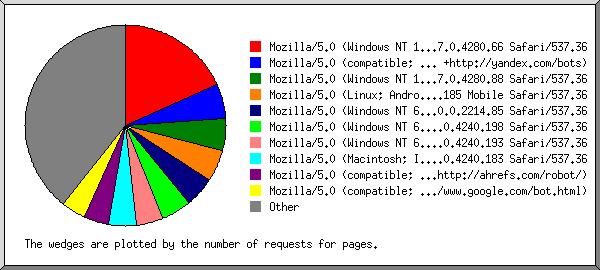 Mozilla/5.0 (Windows NT 1...7.0.4280.66 Safari/537.36
Mozilla/5.0 (compatible; ... +http://yandex.com/bots)
Mozilla/5.0 (Windows NT 1...7.0.4280.88 Safari/537.36
Mozilla/5.0 (Linux; Andro....185 Mobile Safari/537.36
Mozilla/5.0 (Windows NT 6...0.0.2214.85 Safari/537.36
Mozilla/5.0 (Windows NT 6....0.4240.198 Safari/537.36
Mozilla/5.0 (Windows NT 6....0.4240.193 Safari/537.36
Mozilla/5.0 (Macintosh; I....0.4240.183 Safari/537.36
Mozilla/5.0 (compatible; ...http://ahrefs.com/robot/)
Mozilla/5.0 (compatible; .../www.google.com/bot.html)
Other
The wedges are plotted by the number of requests for pages.